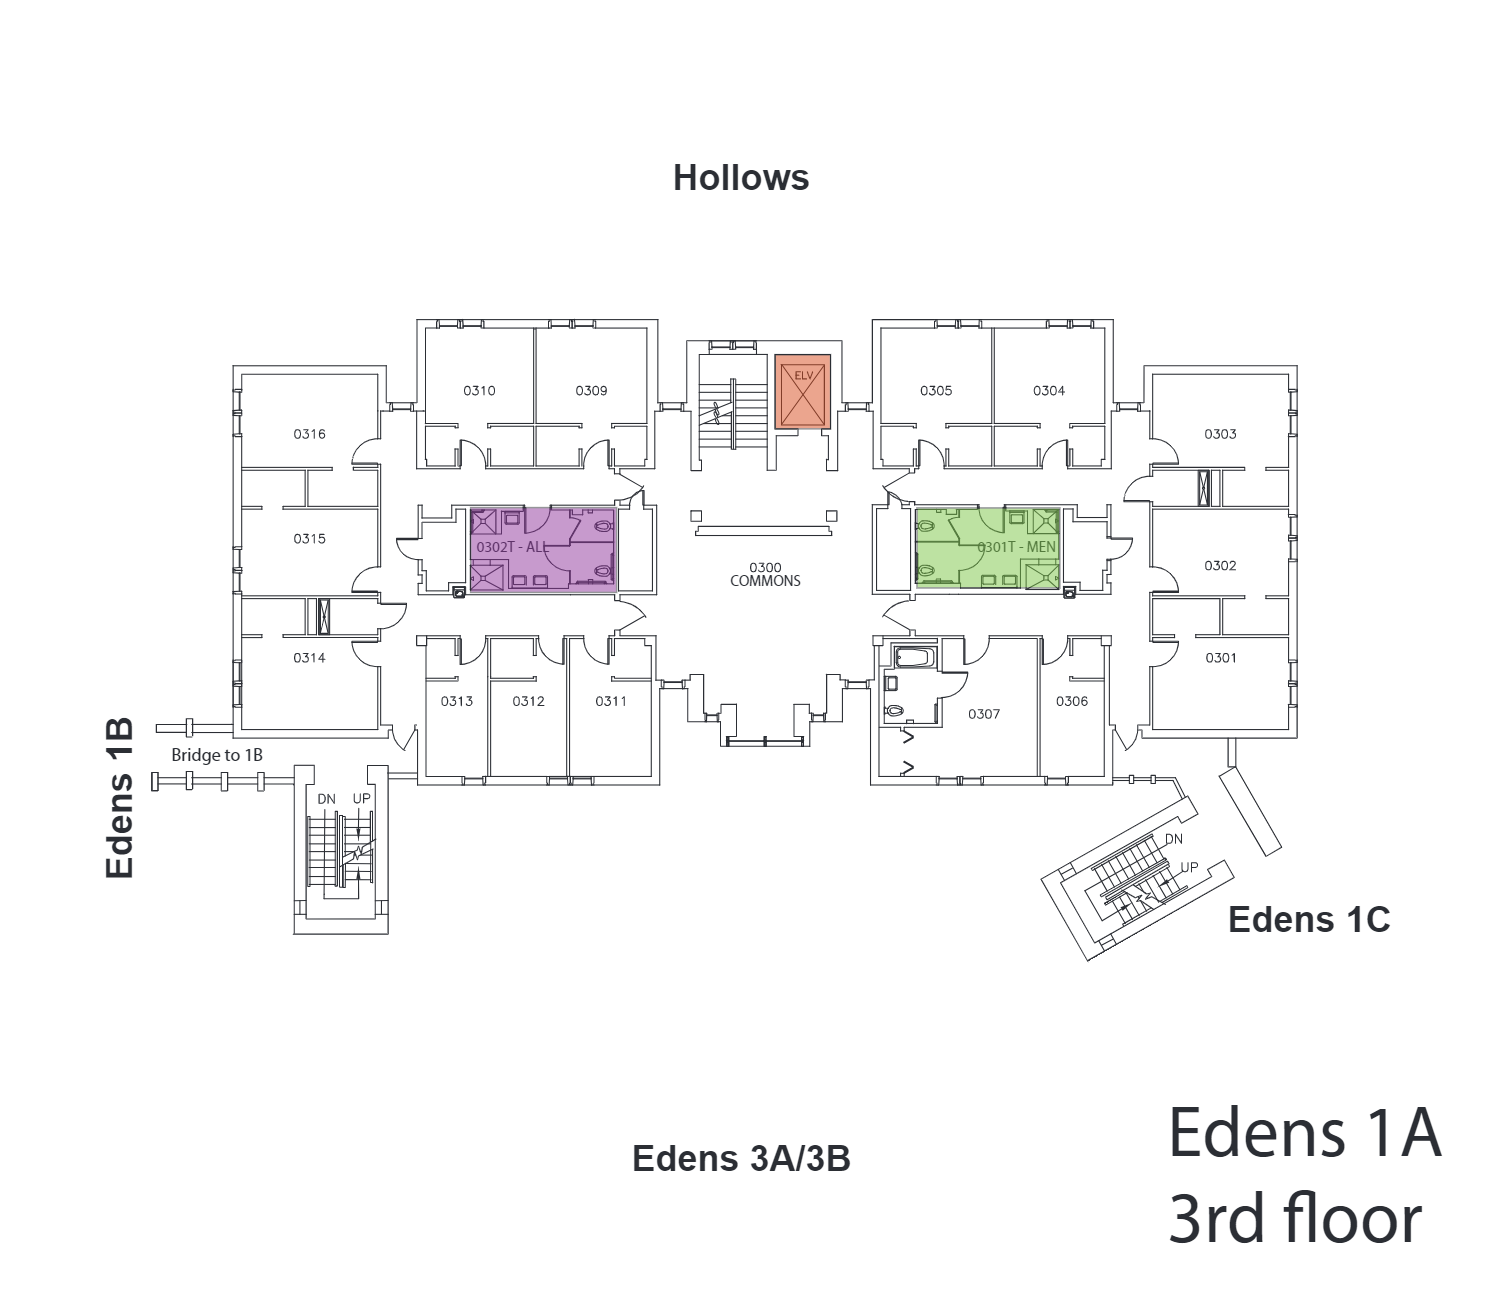 Hollows
ELV
0310
0309
0305
0304
0316
0303
0315
0302T - ALL
0301T - MEN
0300
COMMONS
0302
0314
0301
0313
0312
0311
0307
0306
Edens 1B
Bridge to 1B
DN
UP
DN
UP
Edens 1C
Edens 3A/3B
Edens 1A
3rd floor